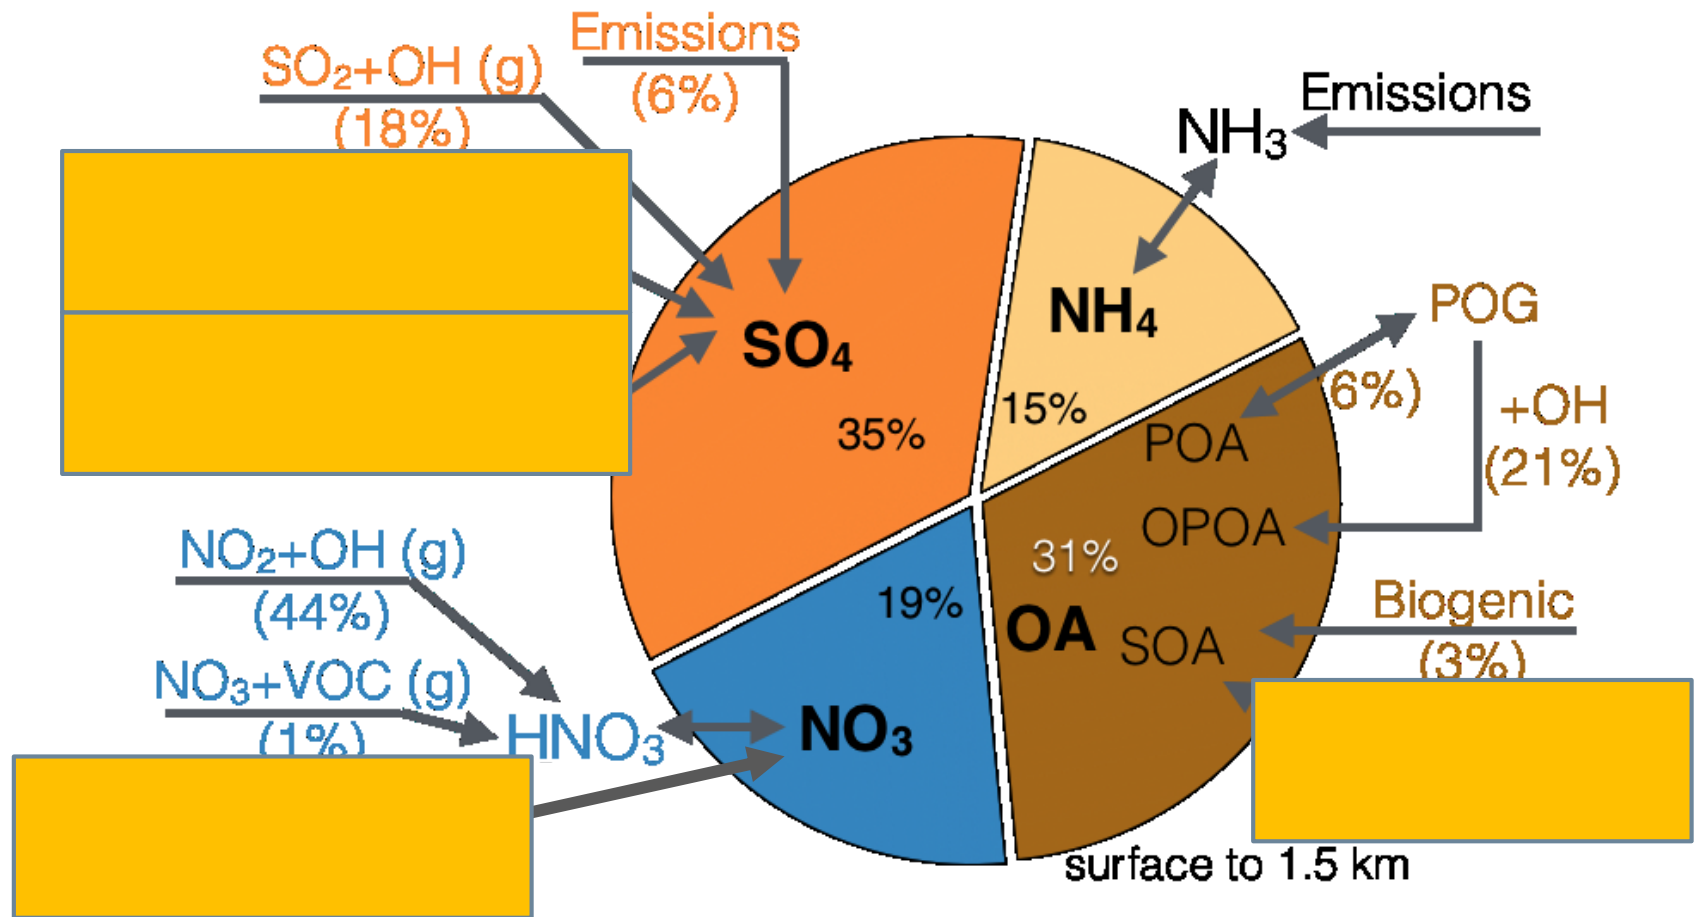 Emissions
(6%)
SO₂+OH (g)
(18%)
Emissions
NH₃
NH₄
15%
SO₄
35%
POG
(6%)
+OH
(21%)
POA
OPOA
31%
OA
SOA
Biogenic
(3%)
NO₂+OH (g)
(44%)
NO₃+VOC (g)
(1%)
HNO₃
NO₃
19%
surface to 1.5 km